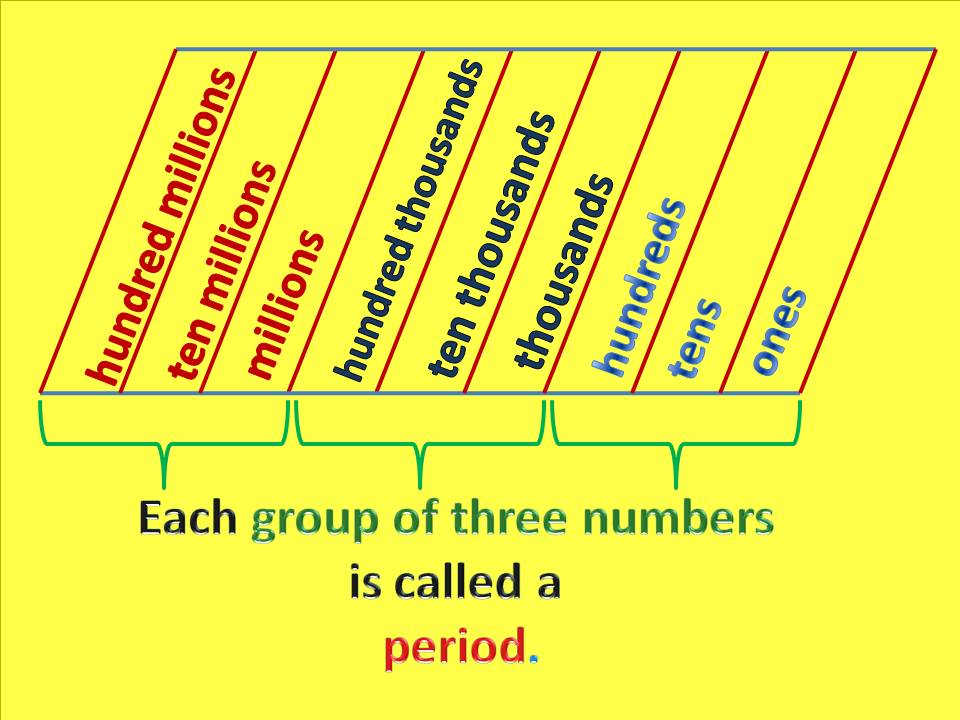 hundred millions
ten millions
millions
hundred thousands
ten thousands
thousands
hundreds
tens
ones
Each group of three numbers
is called a
period.